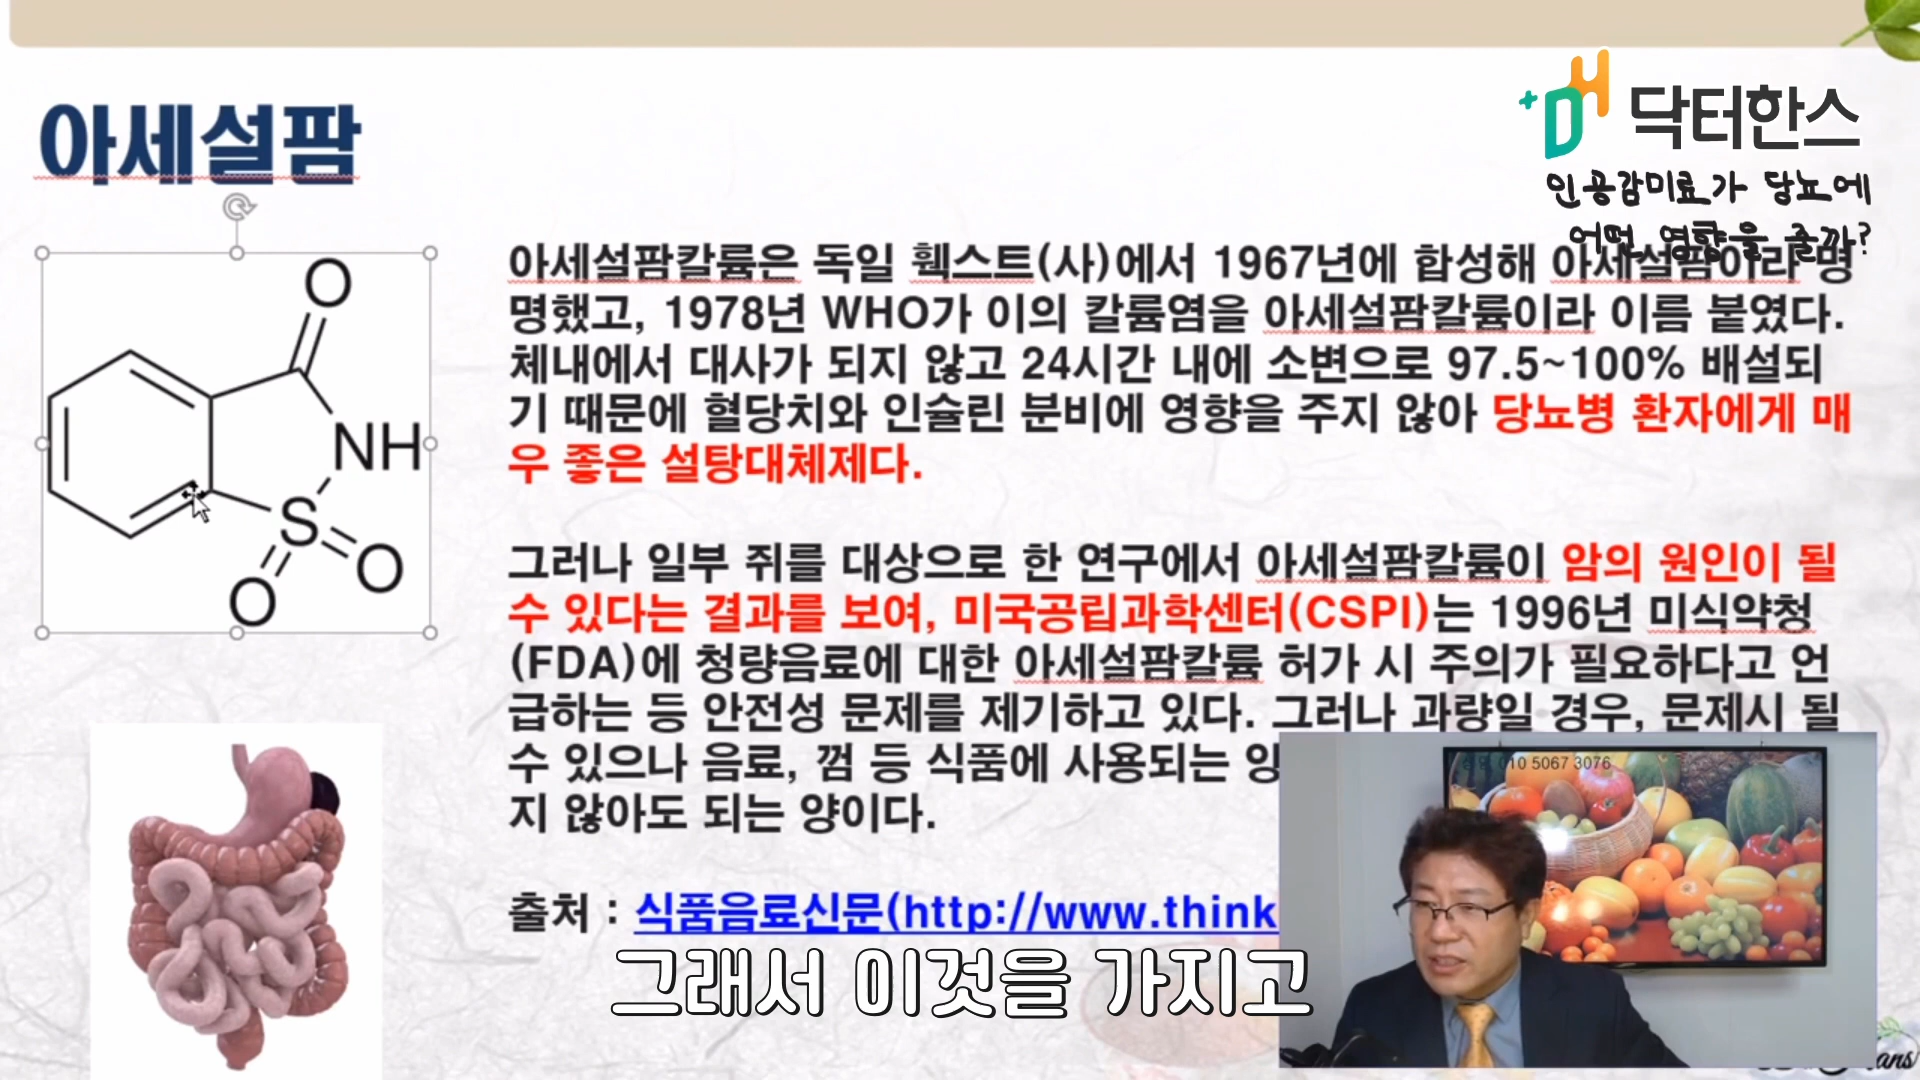 아세설팜
닥터한스
인공감미료가 당뇨에
어떤 영향을 줄까?
O
NH
S
O
O
아세설팜칼륨은 독일 훽스트(사)에서 1967년에 합성해 아세설팜이라 명
명했고, 1978년 WHO가 이의 칼륨염을 아세설팜칼륨이라 이름 붙였다.
체내에서 대사가 되지 않고 24시간 내에 소변으로 97.5~100% 배설되
기 때문에 혈당치와 인슐린 분비에 영향을 주지 않아 당뇨병 환자에게 매
우 좋은 설탕대체제다.
그러나 일부 쥐를 대상으로 한 연구에서 아세설팜칼륨이 암의 원인이 될
수 있다는 결과를 보여, 미국공립과학센터(CSPI)는 1996년 미식약청
(FDA)에 청량음료에 대한 아세설팜칼륨 허가 시 주의가 필요하다고 언
급하는 등 안전성 문제를 제기하고 있다. 그러나 과량일 경우, 문제시 될
수 있으나 음료, 껌 등 식품에 사용되는 양
지 않아도 되는 양이다.
출처 : 식품음료신문(http://www.think
010 5067 3076
그래서 이것을 가지고